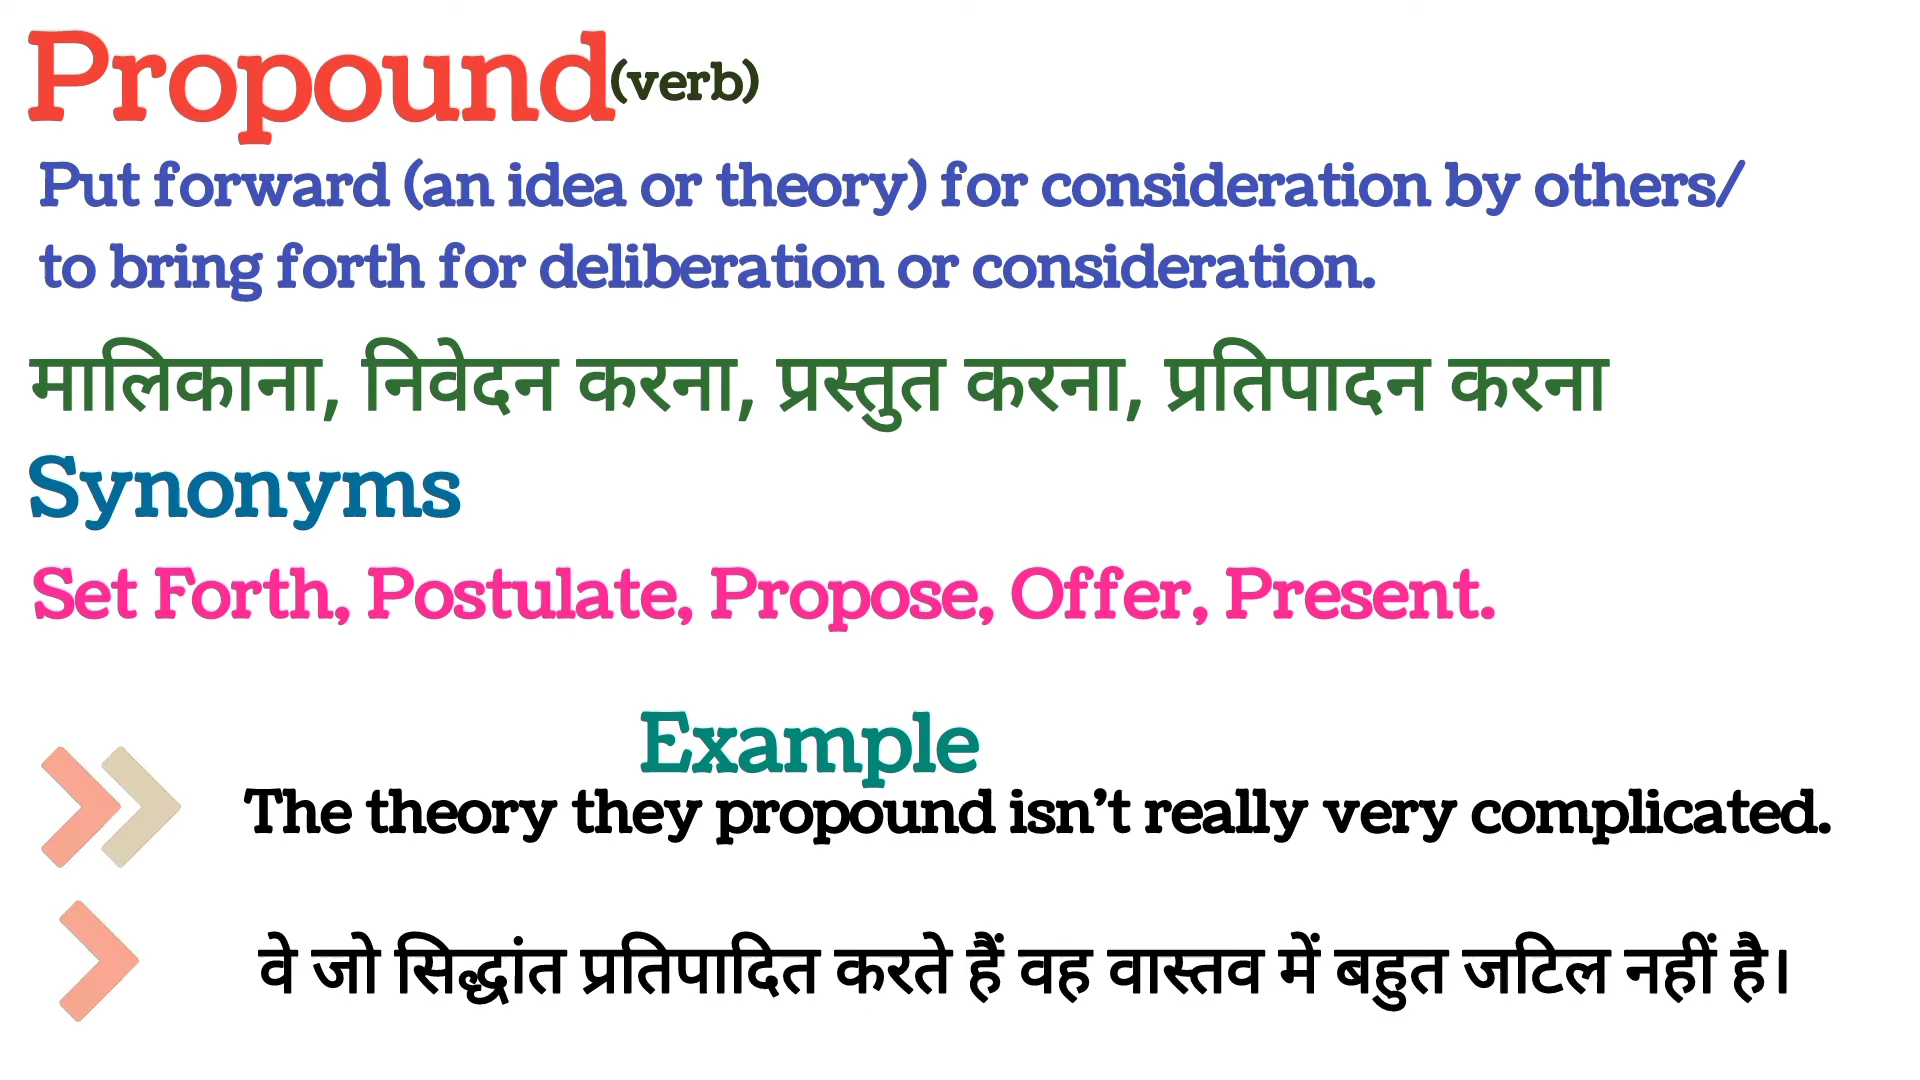 Propound(verb)
Put forward (an idea or theory) for consideration by others/
to bring forth for deliberation or consideration.
मालिकाना, निवेदन करना, प्रस्तुत करना, प्रतिपादन करना
Synonyms
Set Forth, Postulate, Propose, Offer, Present.
Example
The theory they propound isn't really very complicated.
वे जो सिद्धांत प्रतिपादित करते हैं वह वास्तव में बहुत जटिल नहीं है।